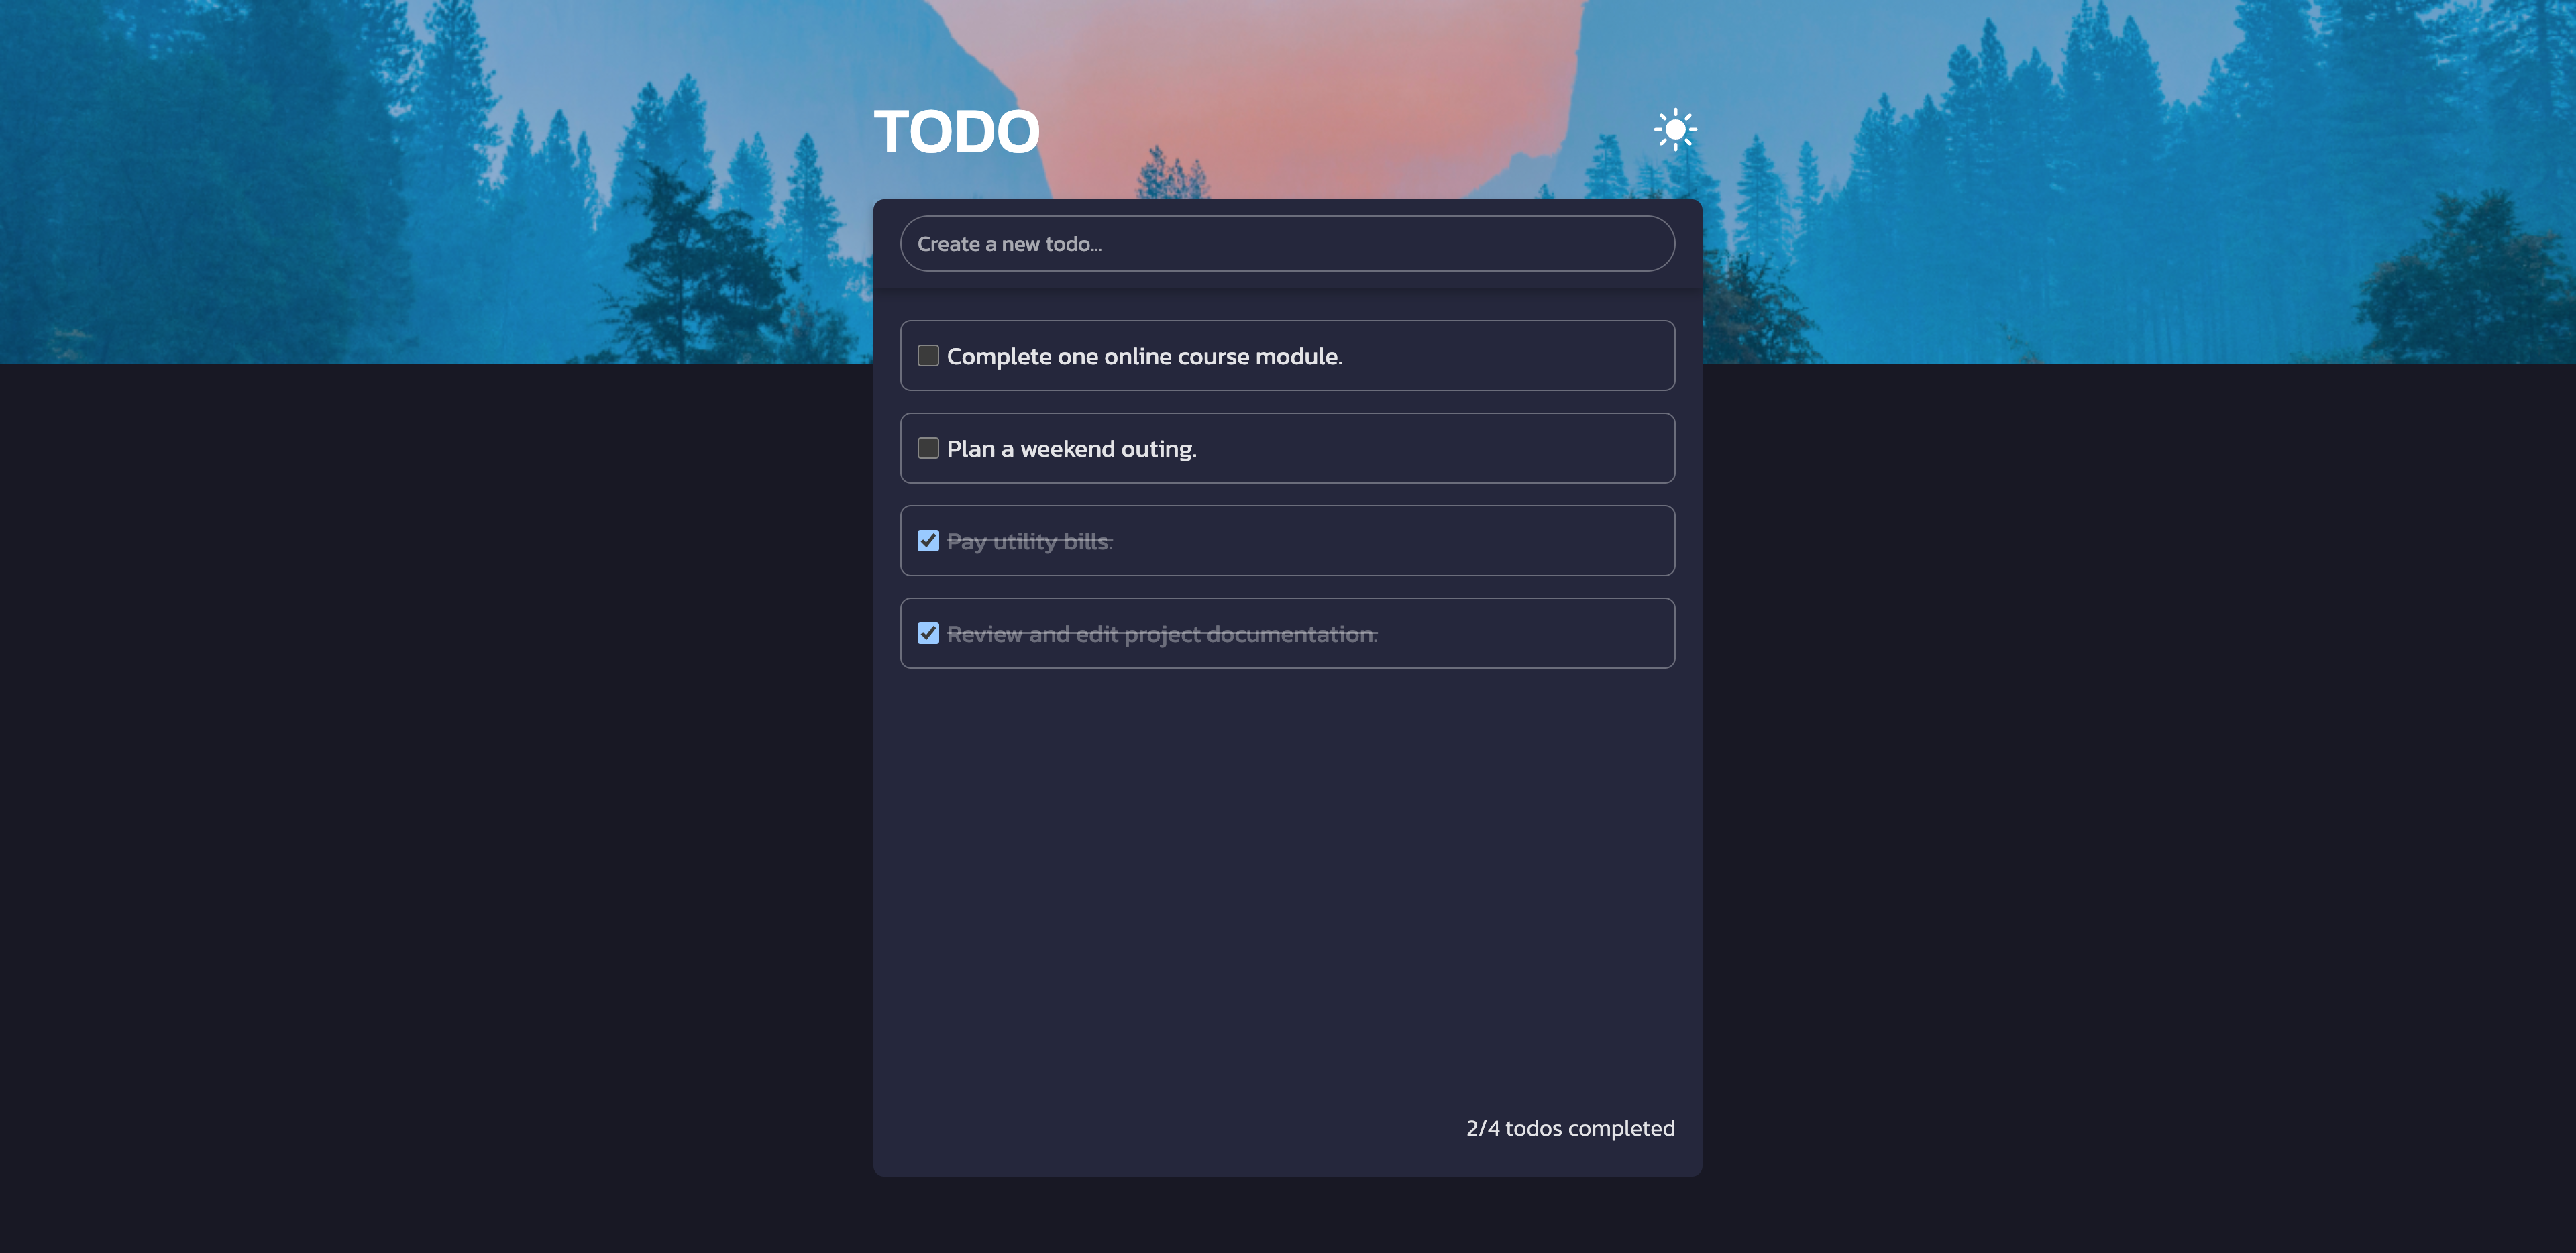 TODO
Create a new todo...
Complete one online course module.
Plan a weekend outing.
Pay utility bills.
Review and edit project documentation.
2/4 todos completed